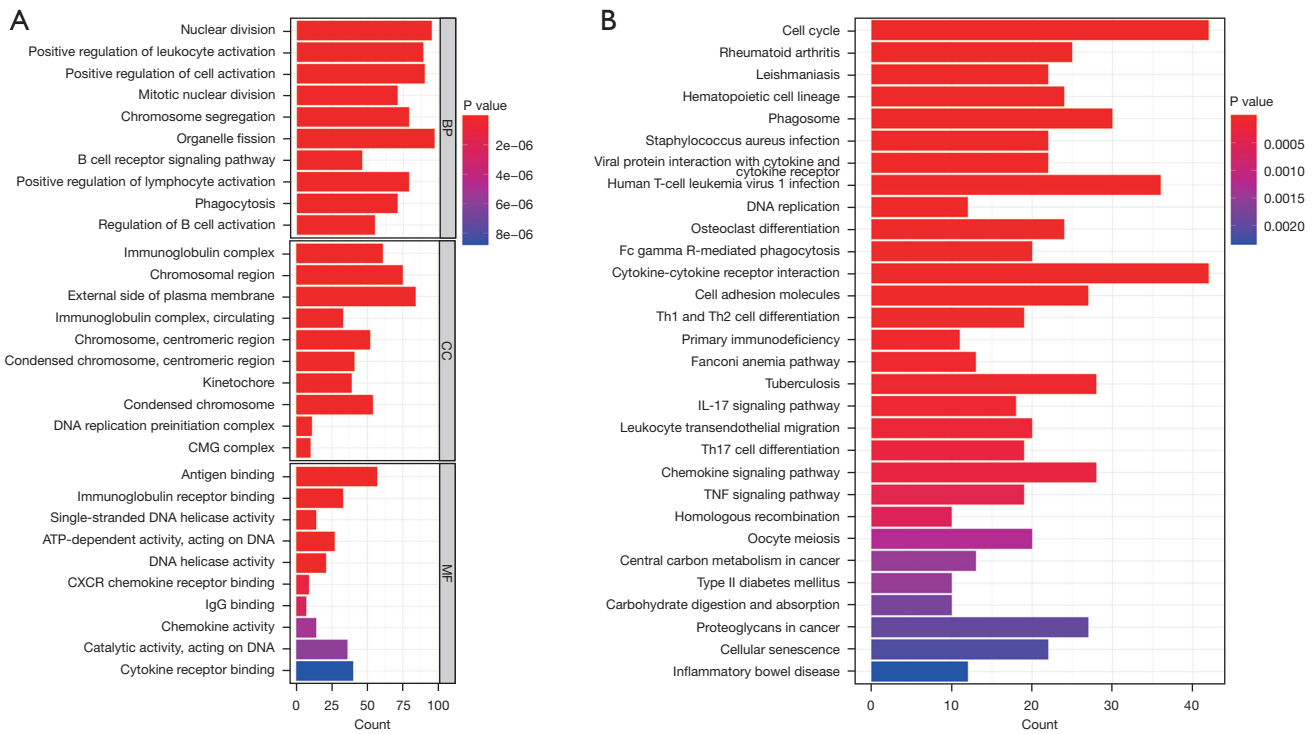 A
Nuclear division
Positive regulation of leukocyte activation
Positive regulation of cell activation
Mitotic nuclear division
Chromosome segregation
Organelle fission
B cell receptor signaling pathway
Positive regulation of lymphocyte activation
Phagocytosis
Regulation of B cell activation
BP
Immunoglobulin complex
Chromosomal region
External side of plasma membrane
Immunoglobulin complex, circulating
Chromosome, centromeric region
Condensed chromosome, centromeric region
Kinetochore
Condensed chromosome
DNA replication preinitiation complex
CMG complex
CC
Antigen binding
Immunoglobulin receptor binding
Single-stranded DNA helicase activity
ATP-dependent activity, acting on DNA
DNA helicase activity
CXCR chemokine receptor binding
IgG binding
Chemokine activity
Catalytic activity, acting on DNA
Cytokine receptor binding
MF
0 25 50 75 100
Count
P value
2e−06
4e−06
6e−06
8e−06
B
Cell cycle
Rheumatoid arthritis
Leishmaniasis
Hematopoietic cell lineage
Phagosome
Staphylococcus aureus infection
Viral protein interaction with cytokine and
cytokine receptor
Human T-cell leukemia virus 1 infection
DNA replication
Osteoclast differentiation
Fc gamma R-mediated phagocytosis
Cytokine-cytokine receptor interaction
Cell adhesion molecules
Th1 and Th2 cell differentiation
Primary immunodeficiency
Fanconi anemia pathway
Tuberculosis
IL-17 signaling pathway
Leukocyte transendothelial migration
Th17 cell differentiation
Chemokine signaling pathway
TNF signaling pathway
Homologous recombination
Oocyte meiosis
Central carbon metabolism in cancer
Type II diabetes mellitus
Carbohydrate digestion and absorption
Proteoglycans in cancer
Cellular senescence
Inflammatory bowel disease
0 10 20 30 40
Count
P value
0.0005
0.0010
0.0015
0.0020